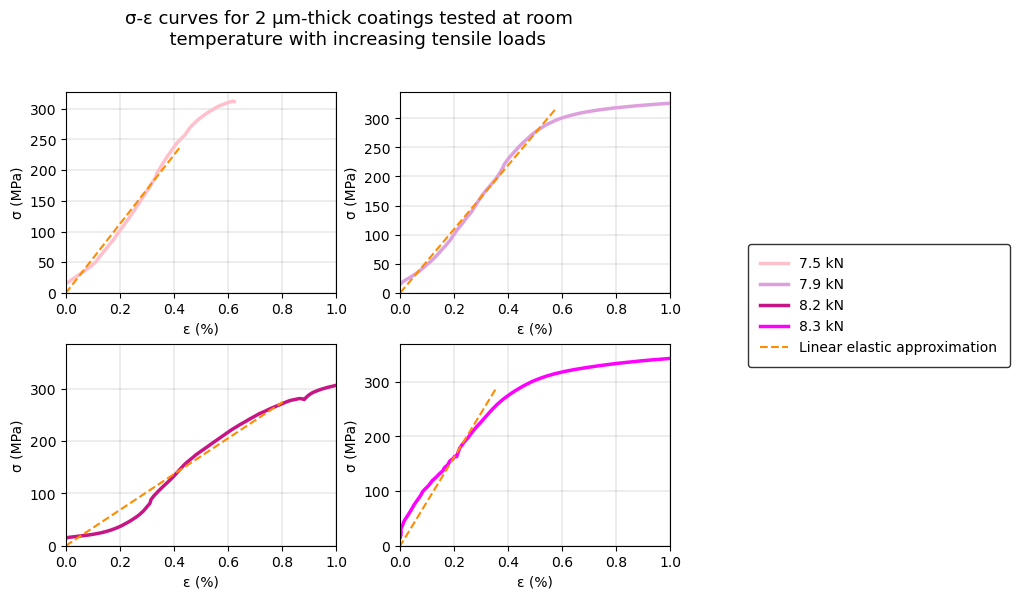 σ-ε curves for 2 μm-thick coatings tested at room
temperature with increasing tensile loads
300
250
200
150
100
50
0
σ (MPa)
0.0 0.2 0.4 0.6 0.8 1.0
ε (%)
300
250
200
150
100
50
0
σ (MPa)
0.0 0.2 0.4 0.6 0.8 1.0
ε (%)
7.5 kN
7.9 kN
8.2 kN
8.3 kN
Linear elastic approximation
300
200
100
0
σ (MPa)
0.0 0.2 0.4 0.6 0.8 1.0
ε (%)
300
200
100
0
σ (MPa)
0.0 0.2 0.4 0.6 0.8 1.0
ε (%)